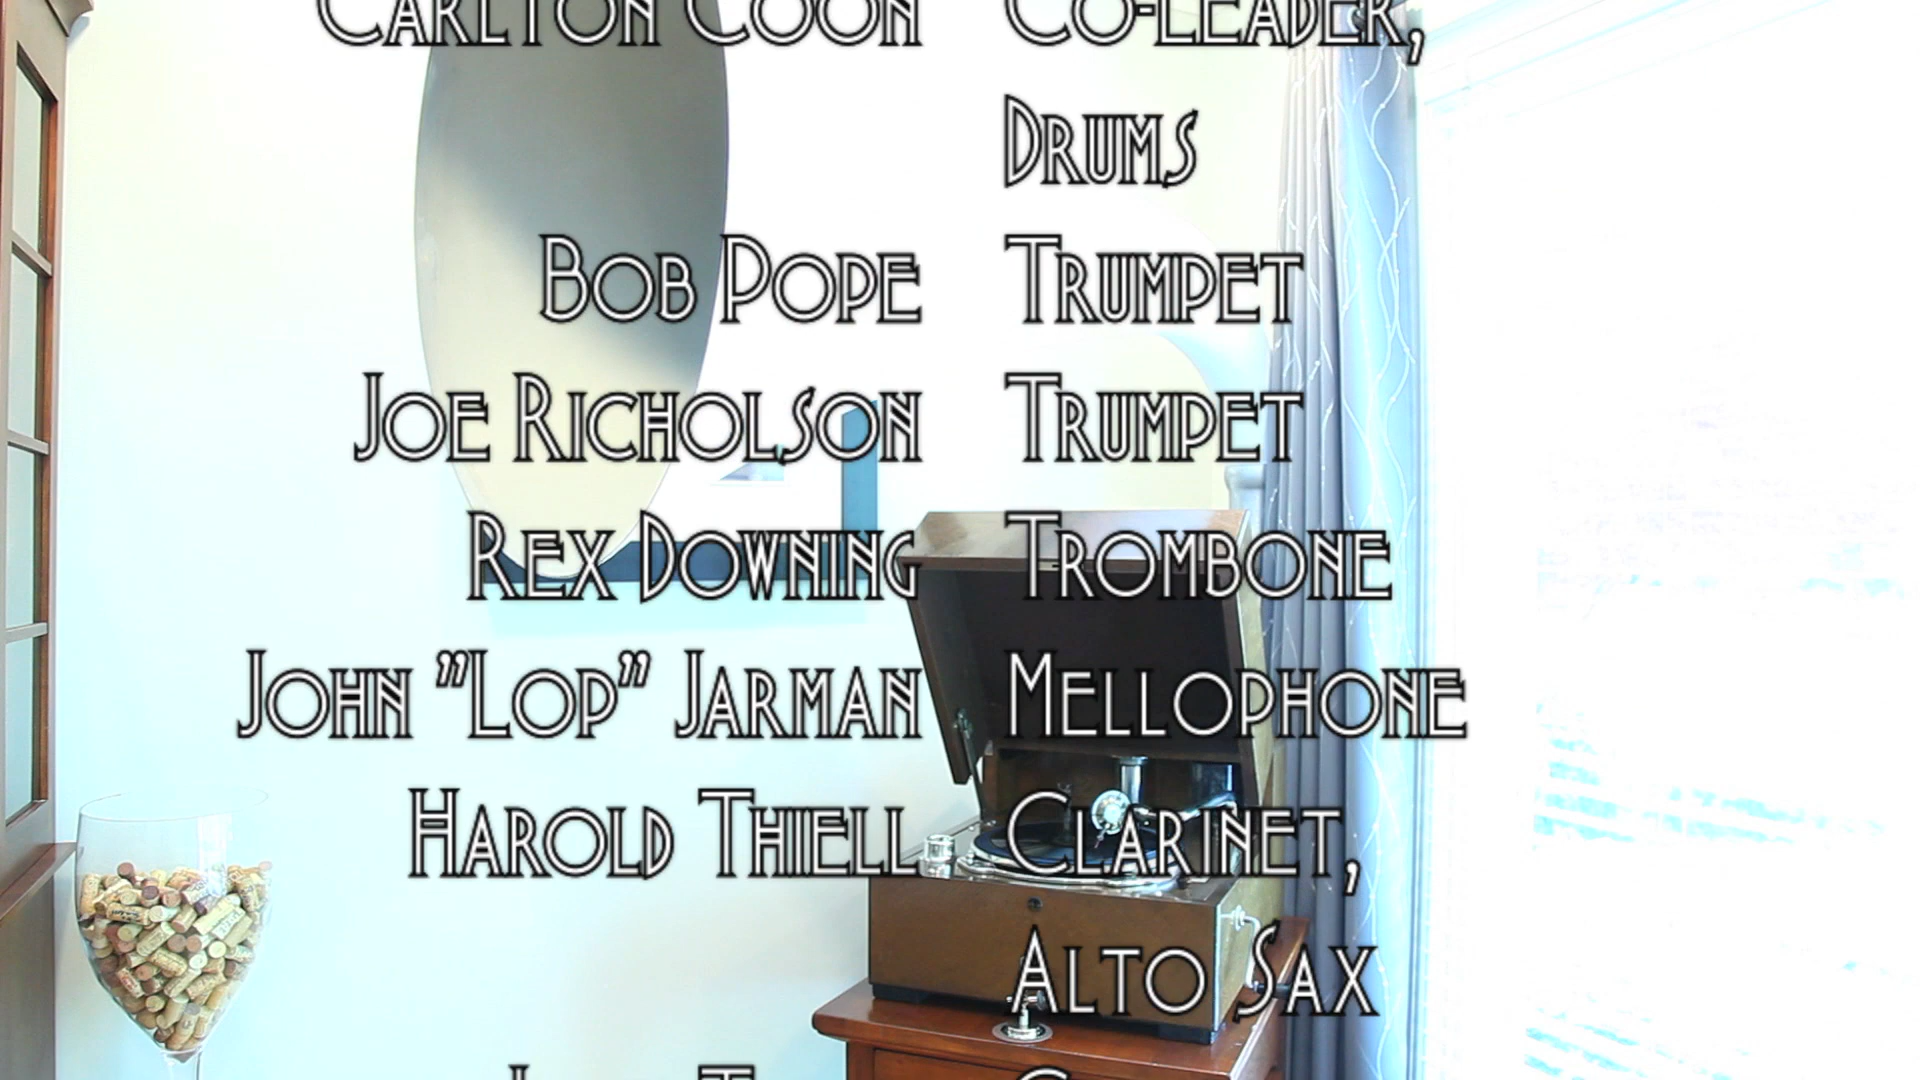 Carlton Coon Co-leader,
Drums
Bob Pope Trumpet
Joe Richolson Trumpet
Rex Downing Trombone
John "Lop" Jarman Mellophone
Harold Thiell Clarinet,
Alto Sax